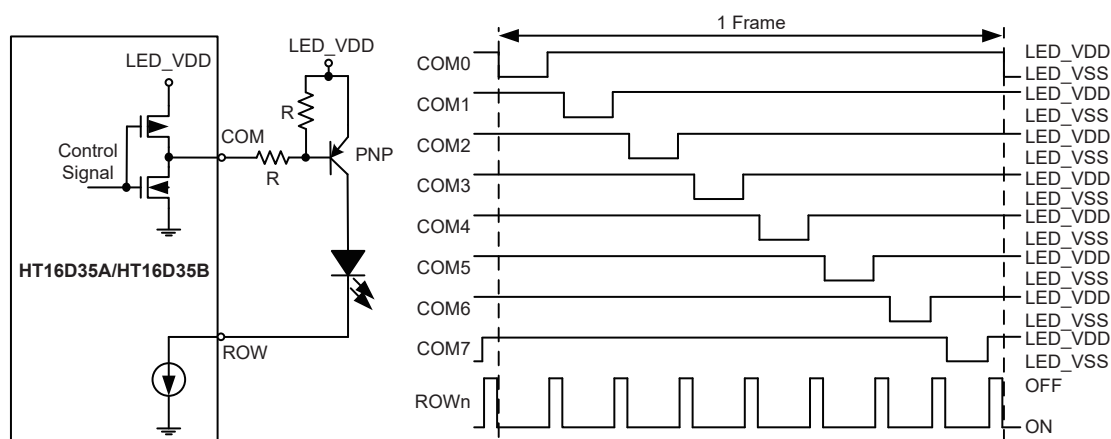 LED_VDD
COM
Control
Signal
HT16D35A/HT16D35B
ROW
LED_VDD
R
R
PNP
1 Frame
COM0
LED_VDD
LED_VSS
COM1
LED_VDD
LED_VSS
COM2
LED_VDD
LED_VSS
COM3
LED_VDD
LED_VSS
COM4
LED_VDD
LED_VSS
COM5
LED_VDD
LED_VSS
COM6
LED_VDD
LED_VSS
COM7
LED_VDD
LED_VSS
ROWn
OFF
ON